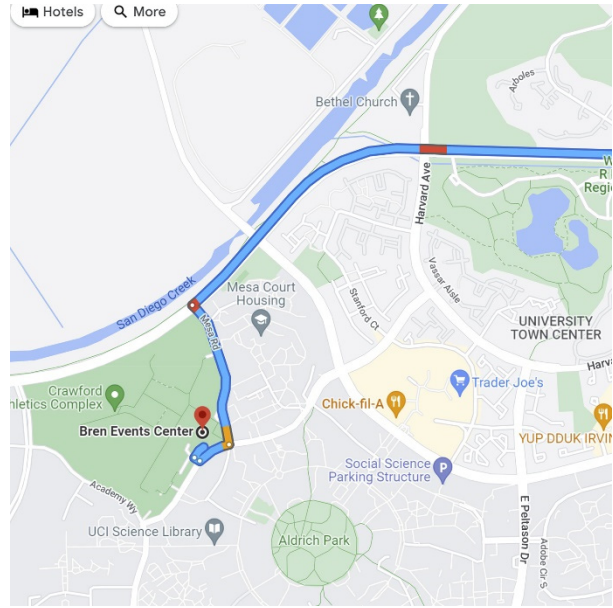 Hotels
More
Arboles
Bethel Church
W
R
Regi
Harvard Ave
San Diego Creek
Mesa Court
Housing
Vassar Aisle
Mesa Rd
Stanford Ct
UNIVERSITY
TOWN CENTER
Harva
Trader Joe's
Crawford
hletics Complex
Chick-fil-A
Bren Events Center
YUP DDUK IRVIN
Social Science
Parking Structure
P
Academy Wy
E Peltason Dr
UCI Science Library
Aldrich Park
Adobe Cir S